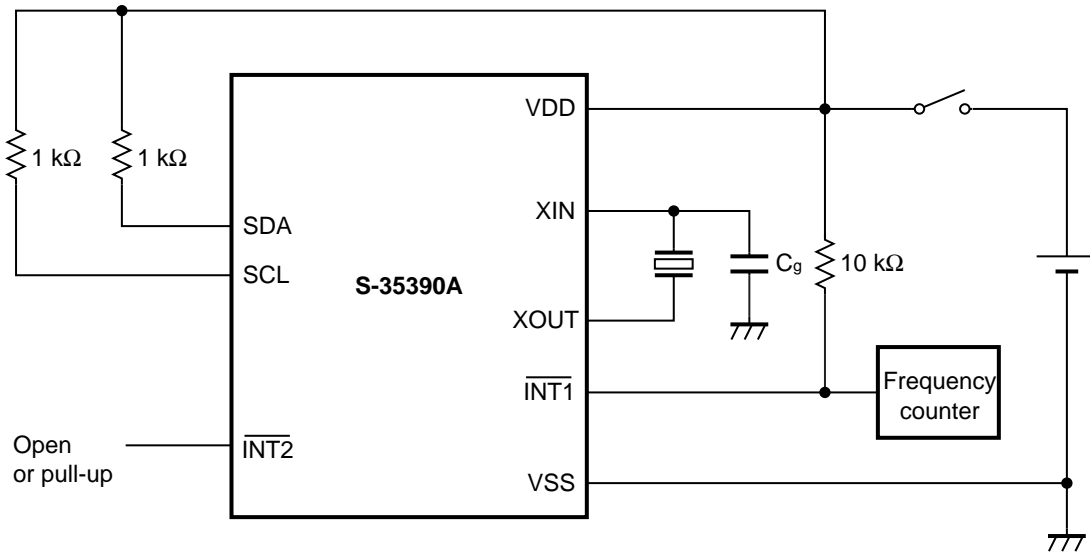 1 kΩ
1 kΩ
SDA
SCL
S-35390A
VDD
XIN
XOUT
INT1
VSS
INT2
Cg
10 kΩ
Frequency
counter
Open
or pull-up